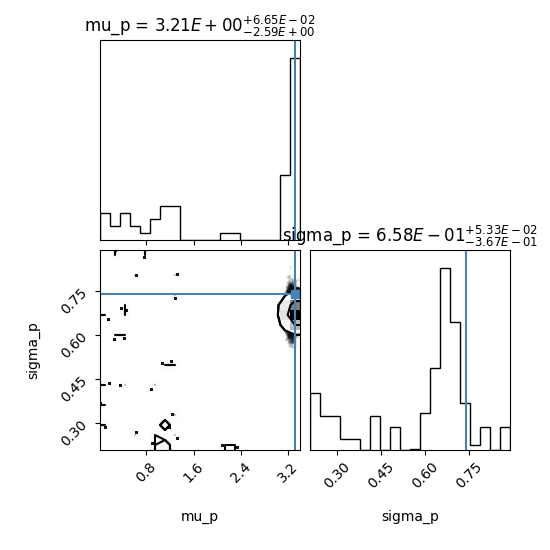 mu_p = 3.21E + 00^{+6.65E − 02}_{−2.59E + 00}
sigma_p = 6.58E − 01^{+5.33E − 02}_{−3.67E − 01}
sigma_p
0.75
0.60
0.45
0.30
0.8 1.6 2.4 3.2
0.30 0.45 0.60 0.75
mu_p
sigma_p